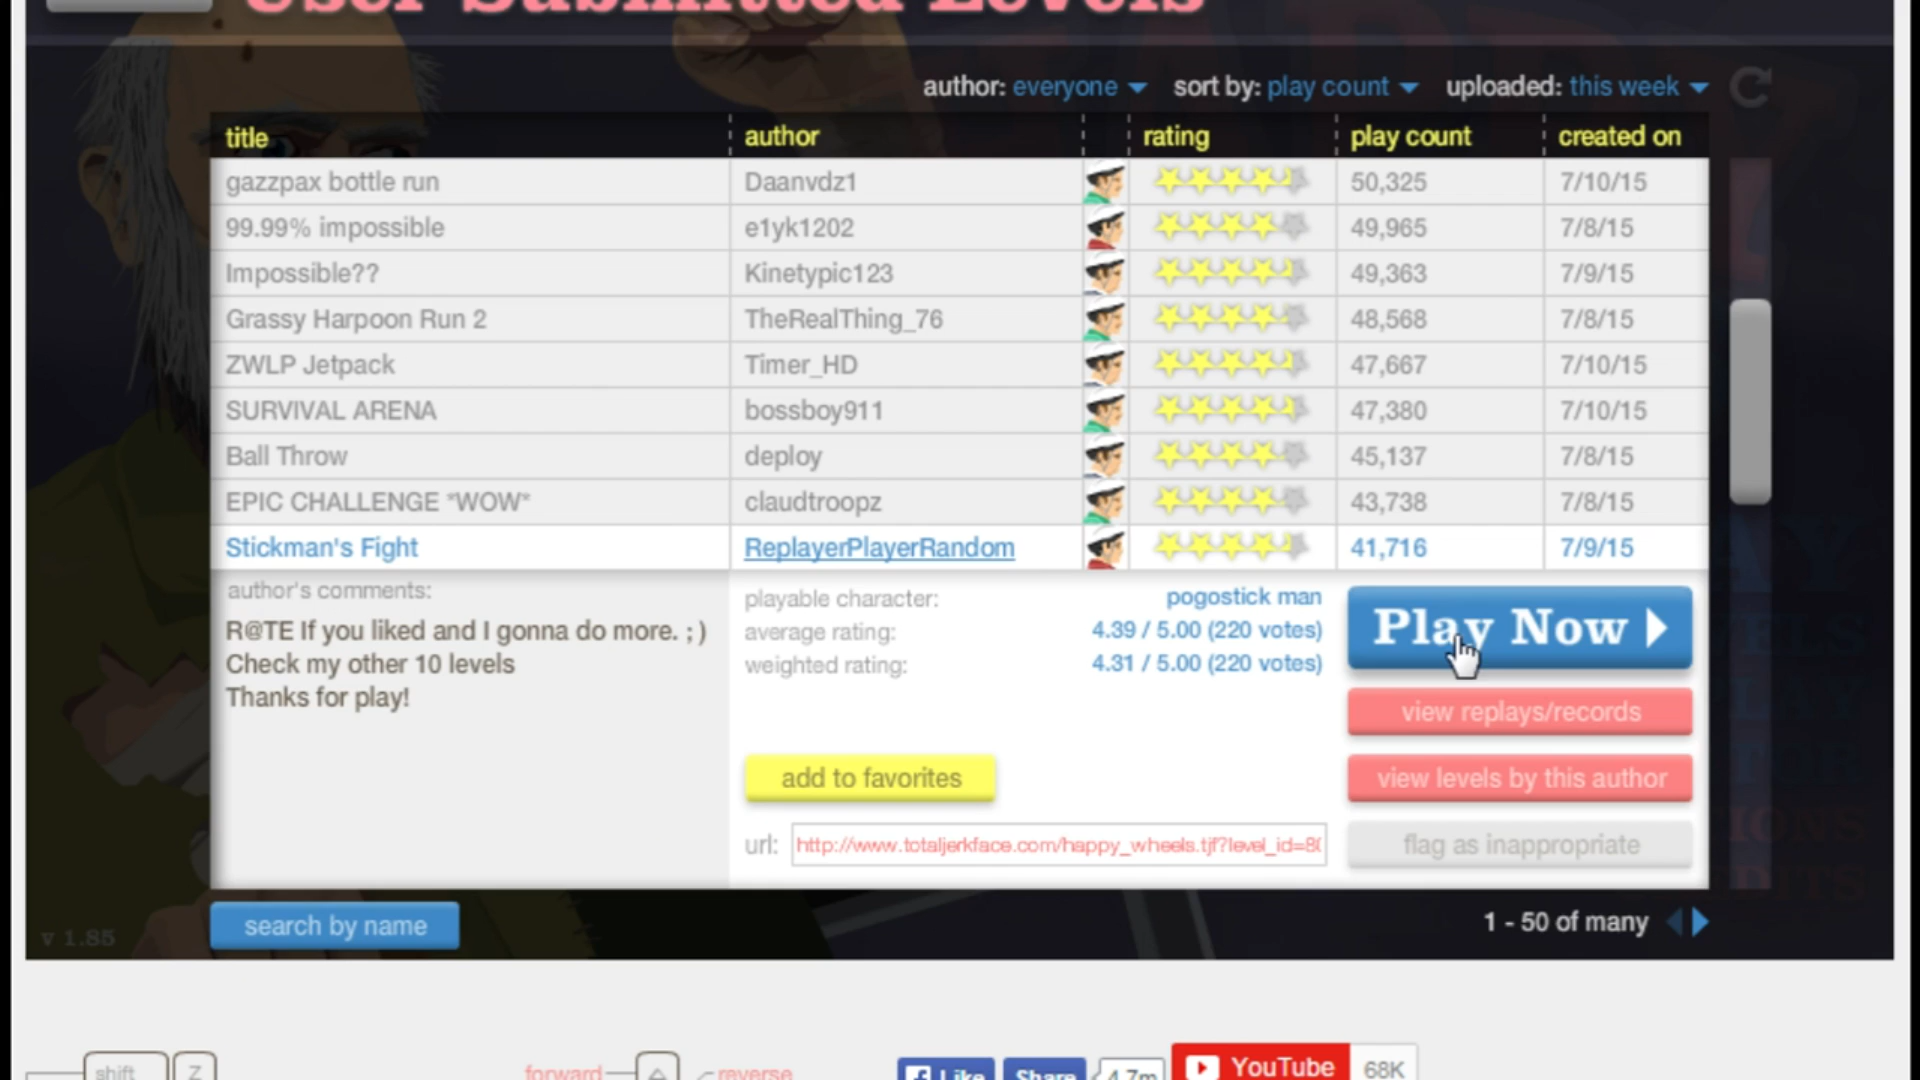 User Submitted Levels
author: everyone sort by: play count uploaded: this week
title author rating play count created on
gazzpax bottle run Daanvdz1 50,325 7/10/15
99.99% impossible e1yk1202 49,965 7/8/15
Impossible?? Kinetypic123 49,363 7/9/15
Grassy Harpoon Run 2 TheRealThing_76 48,568 7/8/15
ZWLP Jetpack Timer_HD 47,667 7/10/15
SURVIVAL ARENA bossboy911 47,380 7/10/15
Ball Throw deploy 45,137 7/8/15
EPIC CHALLENGE *WOW* claudtroopz 43,738 7/8/15
Stickman's Fight ReplayerPlayerRandom 41,716 7/9/15
author's comments:
R@TE If you liked and I gonna do more. ; )
Check my other 10 levels
Thanks for play!
playable character: pogostick man
average rating: 4.39 / 5.00 (220 votes)
weighted rating: 4.31 / 5.00 (220 votes)
Play Now
view replays/records
add to favorites
view levels by this author
url: http://www.totaljerkface.com/happy_wheels.tjf?level_id=8
flag as inappropriate
search by name
1 - 50 of many
v 1.85
shift Z forward reverse Like Share 4.7m YouTube 68K